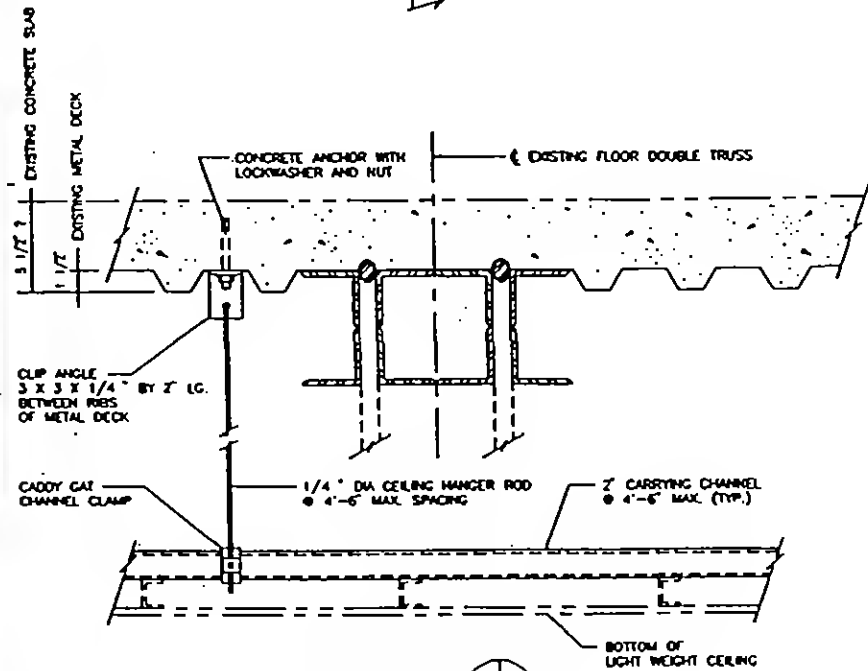 EXISTING CONCRETE SLAB
EXISTING METAL DECK
5 1/2" ?
1 1/2"
CONCRETE ANCHOR WITH
LOCKWASHER AND NUT
℄ EXISTING FLOOR DOUBLE TRUSS
CLIP ANGLE
3 X 3 X 1/4 " BY 2" LG.
BETWEEN RIBS
OF METAL DECK
CADDY
CHANNEL CLAMP
1/4 " DIA CEILING HANGER ROD
@ 4'-6" MAX. SPACING
2" CARRYING CHANNEL
@ 4'-6" MAX. (TYP.)
BOTTOM OF
LIGHT WEIGHT CEILING